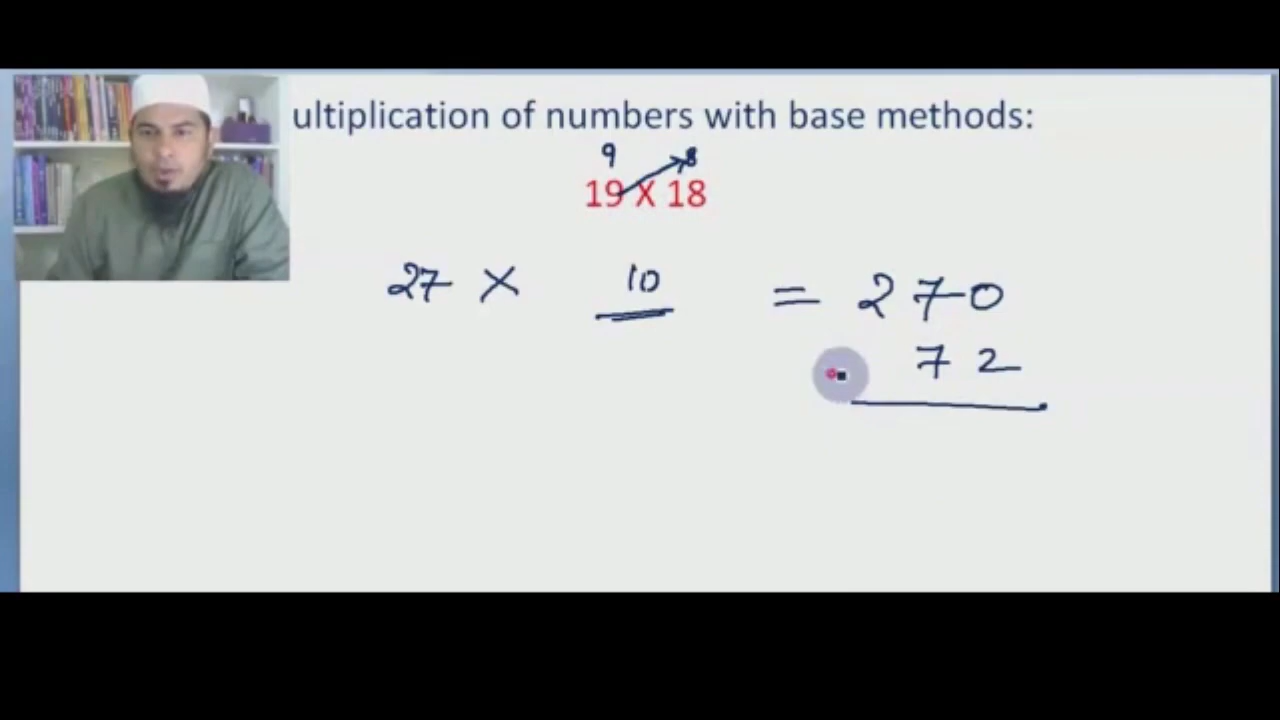 ultiplication of numbers with base methods:
9 8
19 X 18
27 × 10 = 270
72